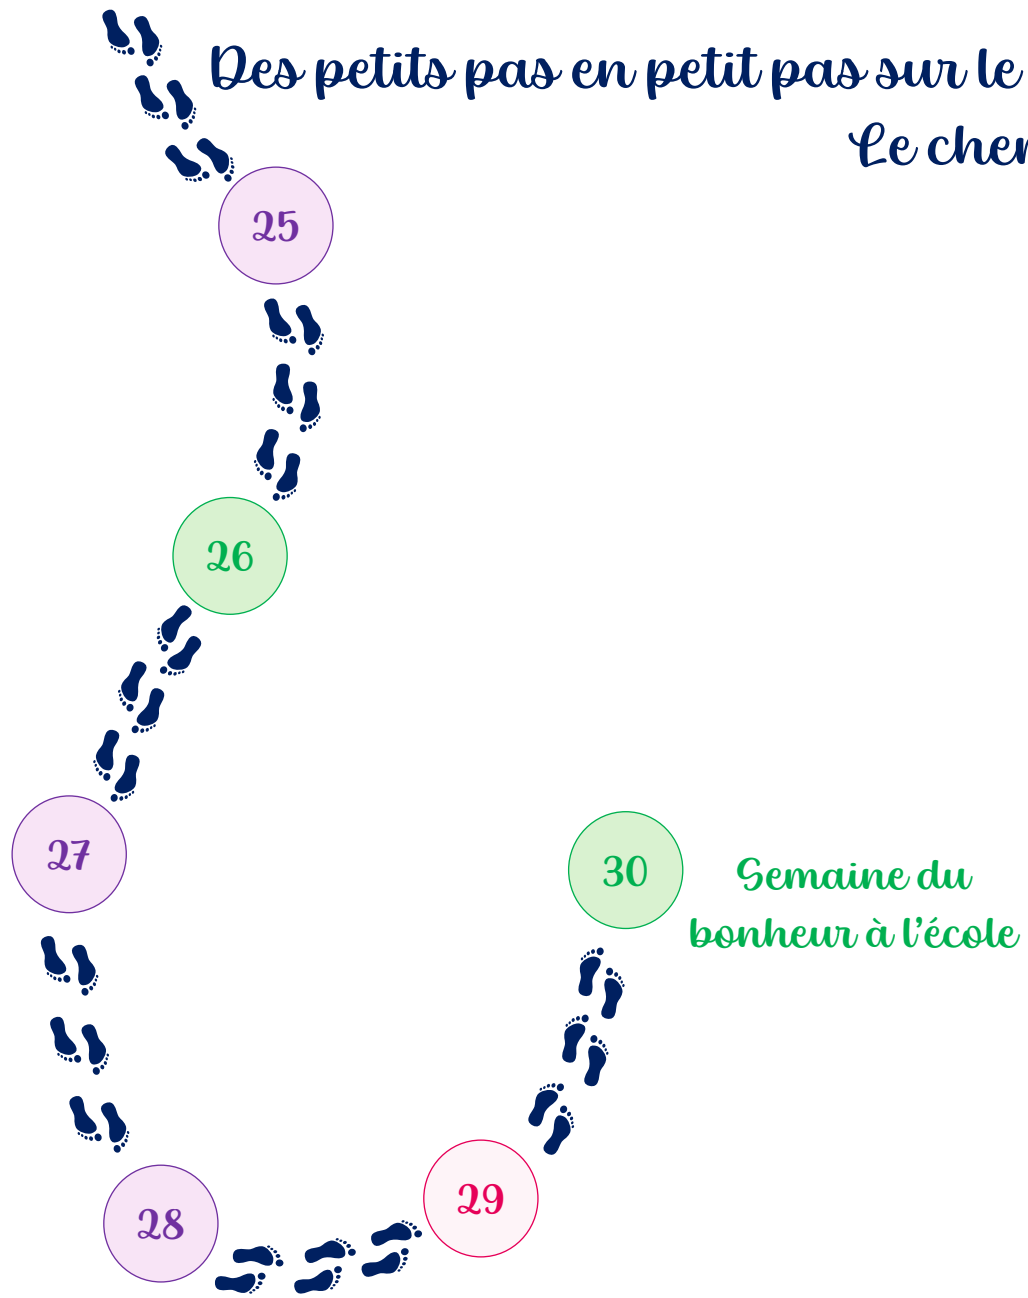 Des petits pas en petit pas sur le
Le cher
25
26
27
30
Semaine du
bonheur à l'école
28
29